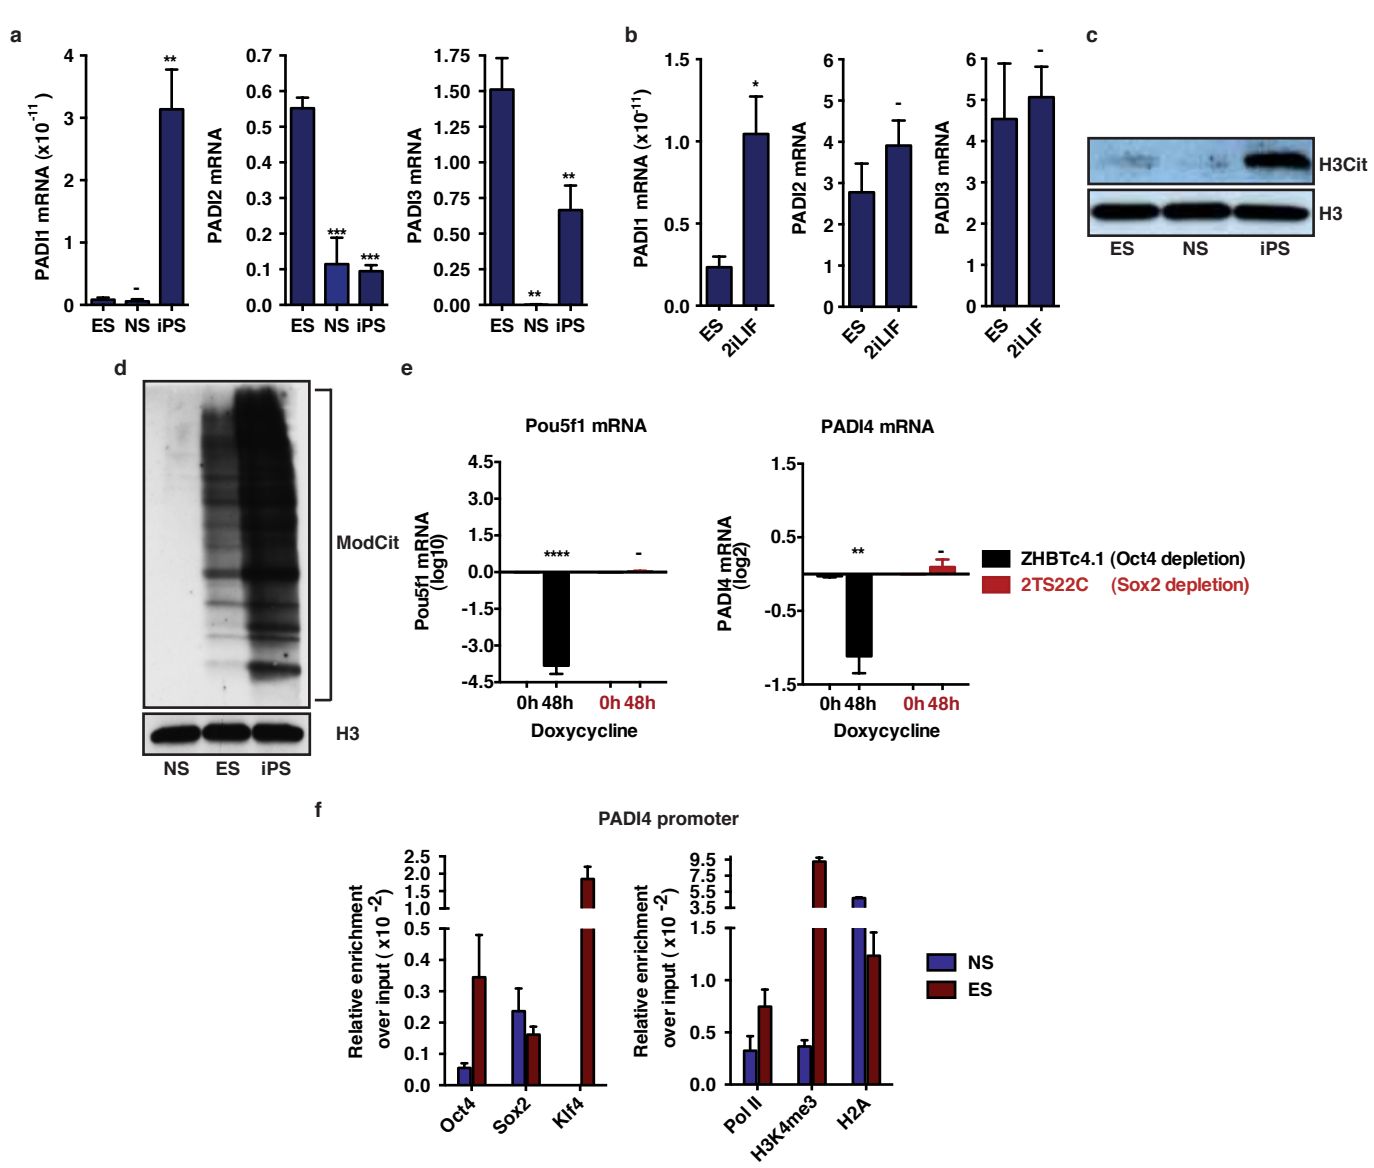 a
PADI1 mRNA (x10-11 )
4
3
2
1
0
**
-
ES NS iPS
PADI2 mRNA
0.7
0.6
0.5
0.4
0.3
0.2
0.1
0.0
***
***
ES NS iPS
PADI3 mRNA
1.75
1.50
1.25
1.00
0.75
0.50
0.25
0.00
**
**
ES NS iPS
b
PADI1 mRNA (x10-11)
1.5
1.0
0.5
0.0
*
ES
2iLIF
PADI2 mRNA
6
5
4
3
2
1
0
-
ES
2iLIF
PADI3 mRNA
6
5
4
3
2
1
0
-
ES
2iLIF
c
H3Cit
H3
ES NS iPS
d
ModCit
H3
NS ES iPS
e
Pou5f1 mRNA
Pou5f1 mRNA
(log10)
4.5
3.0
1.5
0.0
-1.5
-3.0
-4.5
****
-
0h 48h 0h 48h
Doxycycline
PADI4 mRNA
PADI4 mRNA
(log2)
1.5
0.5
-0.5
-1.5
**
-
0h 48h 0h 48h
Doxycycline
ZHBTc4.1 (Oct4 depletion)
2TS22C (Sox2 depletion)
f
PADI4 promoter
Relative enrichment
over input ( x10 -2)
2.5
2.0
1.5
1.0
0.5
0.4
0.3
0.2
0.1
0.0
Oct4
Sox2
Klf4
Relative enrichment
over input ( x10 -2)
9.5
7.5
5.5
3.5
1.5
1.0
0.5
0.0
Pol II
H3K4me3
H2A
NS
ES